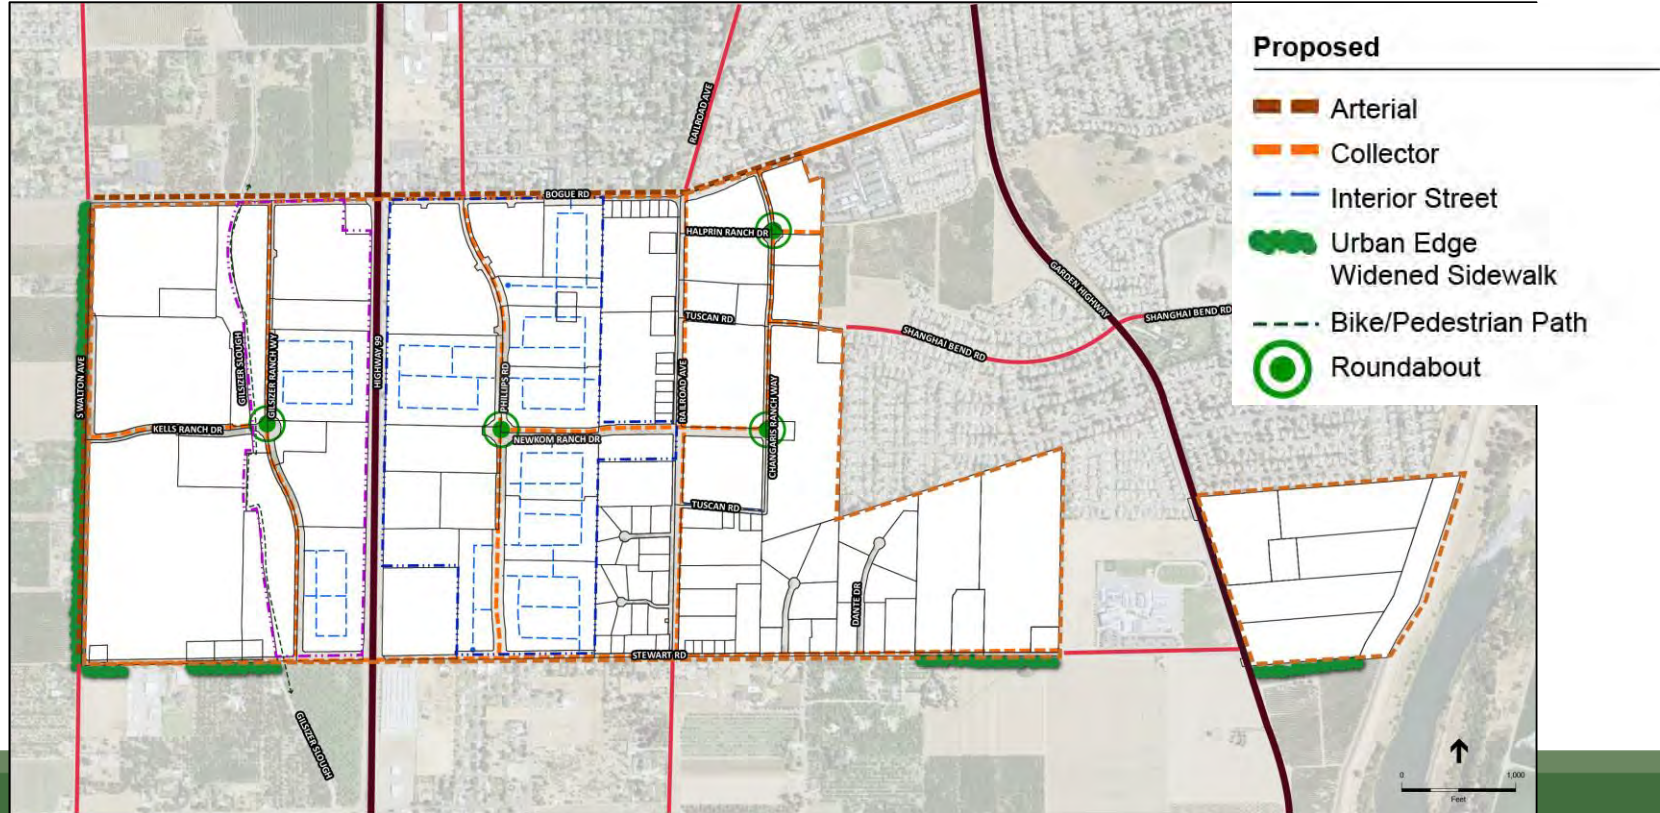 Proposed
Arterial
Collector
Interior Street
Urban Edge
Widened Sidewalk
Bike/Pedestrian Path
Roundabout
RAILROAD AVE
BOGUE RD
HALPRIN RANCH DR
GARDEN HIGHWAY
TUSCAN RD
SHANGHAI BEND RD
SHANGHAI BEND RD
S WALTON AVE
GILSIZER SLOUGH
GILSIZER RANCH WY
HIGHWAY 99
PHILLIPS RD
RAILROAD AVE
CHANGARIS RANCH WAY
KELLS RANCH DR
NEWKOM RANCH DR
TUSCAN RD
DANTE DR
STEWART RD
GILSIZER SLOUGH
0
1,000
Feet